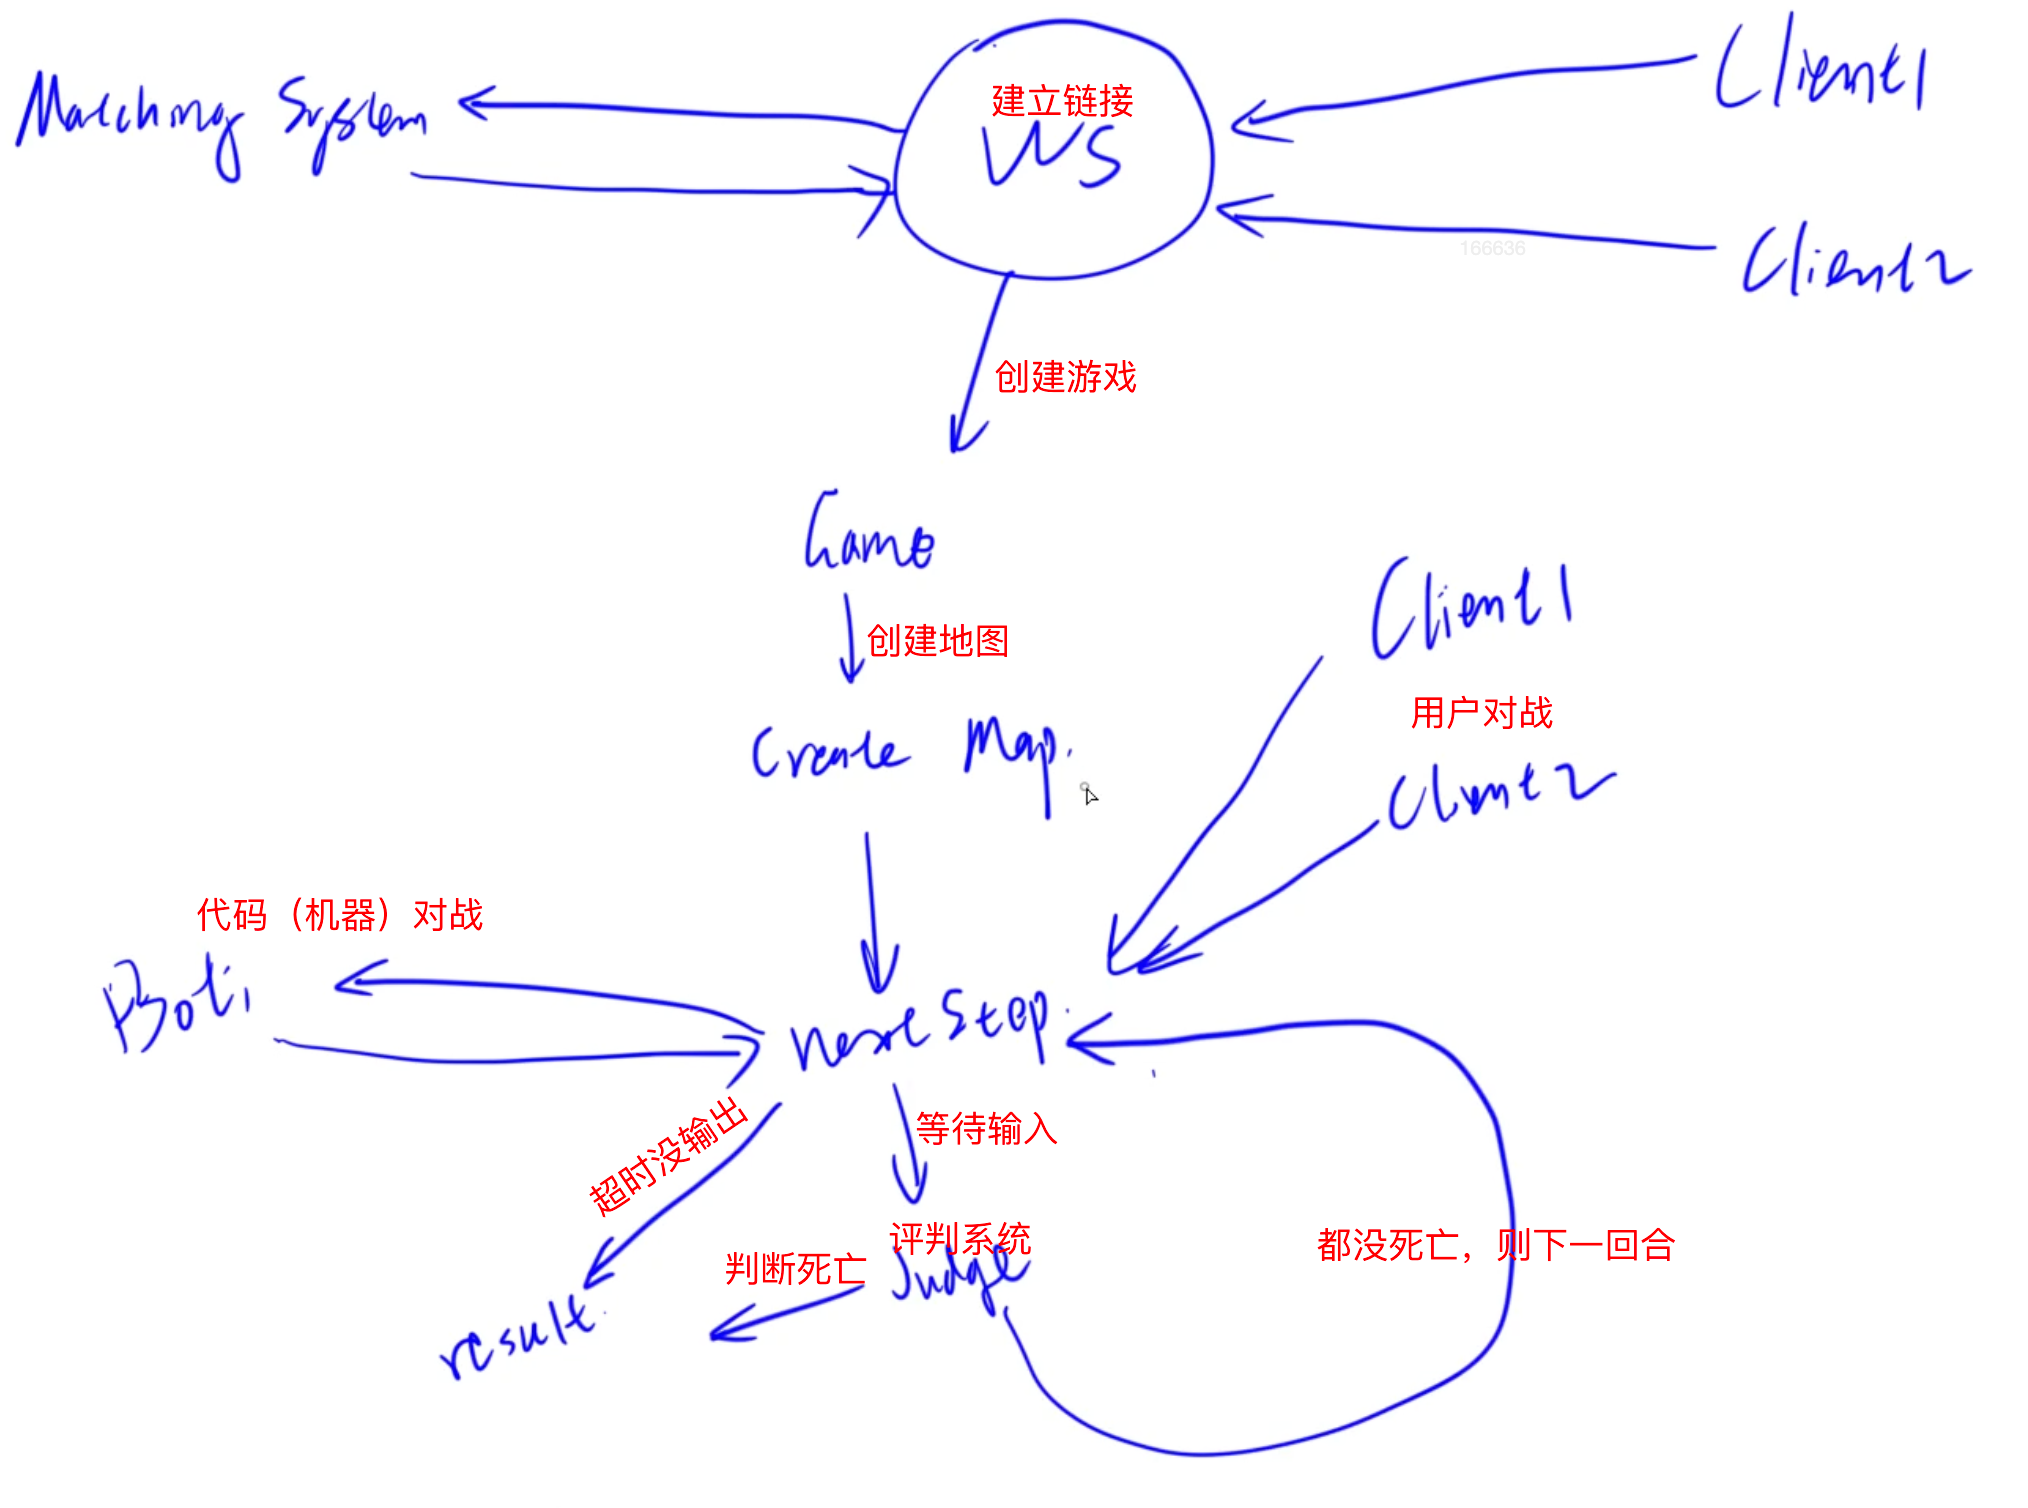 Matching System
建立链接
WS
Client1
166636
Client2
创建游戏
Game
创建地图
Client1
用户对战
Create Map.
Client2
代码（机器）对战
Bot1
next step.
超时没输出
等待输入
评判系统
判断死亡
Judge
都没死亡，则下一回合
result.